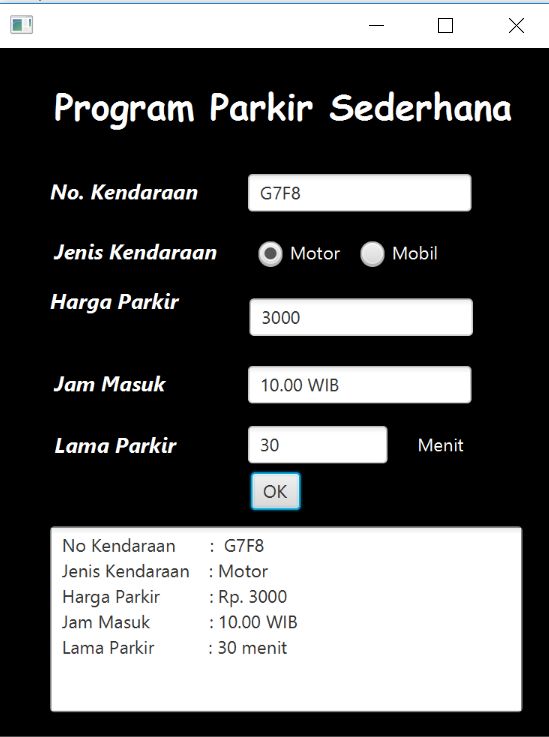 Program Parkir Sederhana
No. Kendaraan G7F8
Jenis Kendaraan Motor Mobil
Harga Parkir 3000
Jam Masuk 10.00 WIB
Lama Parkir 30 Menit
OK
No Kendaraan : G7F8
Jenis Kendaraan : Motor
Harga Parkir : Rp. 3000
Jam Masuk : 10.00 WIB
Lama Parkir : 30 menit